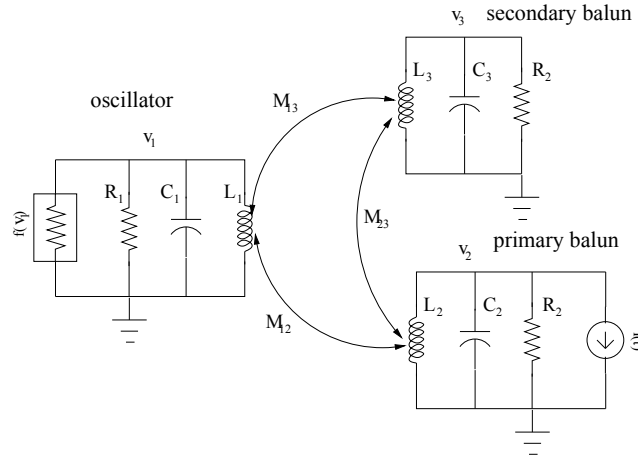 secondary balun
v₃
L₃
C₃
R₂
M₁₃
oscillator
v₁
f(v₁)
R₁
C₁
L₁
M₂₃
M₁₂
primary balun
v₂
L₂
C₂
R₂